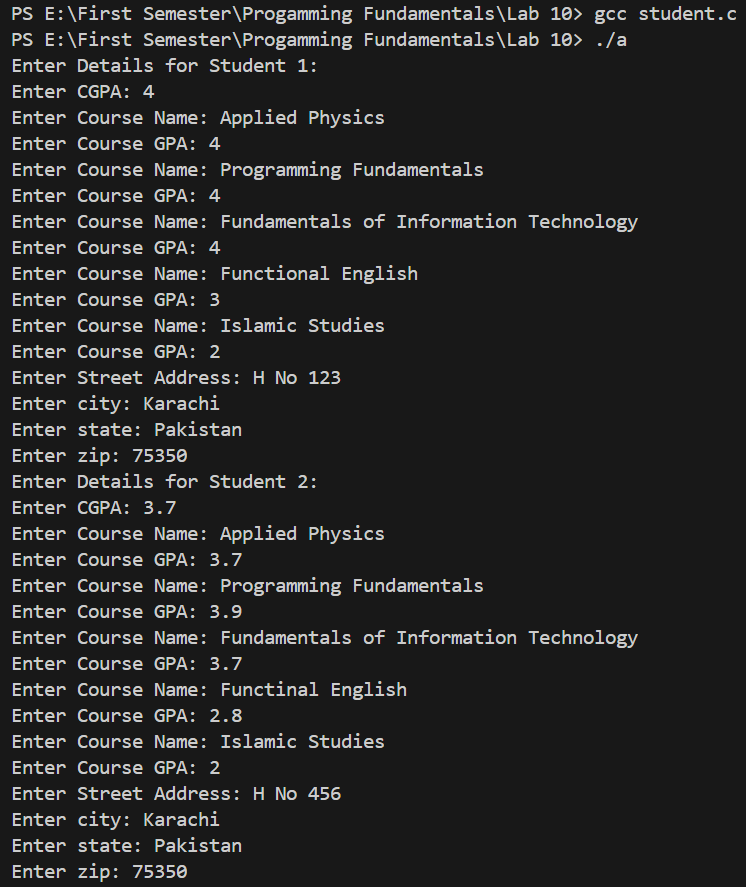 PS E:\First Semester\Progamming Fundamentals\Lab 10> gcc student.c
PS E:\First Semester\Progamming Fundamentals\Lab 10> ./a
Enter Details for Student 1:
Enter CGPA: 4
Enter Course Name: Applied Physics
Enter Course GPA: 4
Enter Course Name: Programming Fundamentals
Enter Course GPA: 4
Enter Course Name: Fundamentals of Information Technology
Enter Course GPA: 4
Enter Course Name: Functional English
Enter Course GPA: 3
Enter Course Name: Islamic Studies
Enter Course GPA: 2
Enter Street Address: H No 123
Enter city: Karachi
Enter state: Pakistan
Enter zip: 75350
Enter Details for Student 2:
Enter CGPA: 3.7
Enter Course Name: Applied Physics
Enter Course GPA: 3.7
Enter Course Name: Programming Fundamentals
Enter Course GPA: 3.9
Enter Course Name: Fundamentals of Information Technology
Enter Course GPA: 3.7
Enter Course Name: Functinal English
Enter Course GPA: 2.8
Enter Course Name: Islamic Studies
Enter Course GPA: 2
Enter Street Address: H No 456
Enter city: Karachi
Enter state: Pakistan
Enter zip: 75350